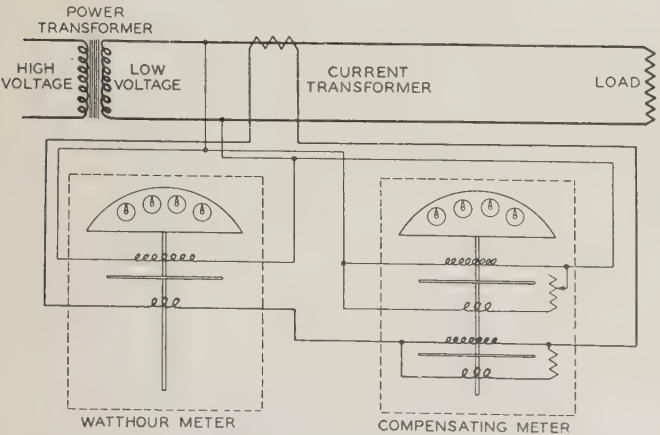 POWER
TRANSFORMER
HIGH
VOLTAGE
LOW
VOLTAGE
CURRENT
TRANSFORMER
LOAD
WATTHOUR METER
COMPENSATING METER